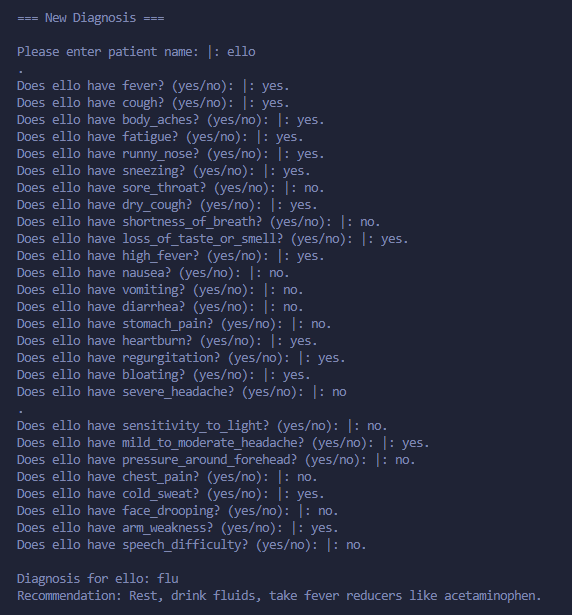 === New Diagnosis ===
Please enter patient name: |: ello
.
Does ello have fever? (yes/no): |: yes.
Does ello have cough? (yes/no): |: yes.
Does ello have body_aches? (yes/no): |: yes.
Does ello have fatigue? (yes/no): |: yes.
Does ello have runny_nose? (yes/no): |: yes.
Does ello have sneezing? (yes/no): |: yes.
Does ello have sore_throat? (yes/no): |: no.
Does ello have dry_cough? (yes/no): |: yes.
Does ello have shortness_of_breath? (yes/no): |: no.
Does ello have loss_of_taste_or_smell? (yes/no): |: yes.
Does ello have high_fever? (yes/no): |: yes.
Does ello have nausea? (yes/no): |: no.
Does ello have vomiting? (yes/no): |: no.
Does ello have diarrhea? (yes/no): |: no.
Does ello have stomach_pain? (yes/no): |: no.
Does ello have heartburn? (yes/no): |: yes.
Does ello have regurgitation? (yes/no): |: yes.
Does ello have bloating? (yes/no): |: yes.
Does ello have severe_headache? (yes/no): |: no
.
Does ello have sensitivity_to_light? (yes/no): |: no.
Does ello have mild_to_moderate_headache? (yes/no): |: yes.
Does ello have pressure_around_forehead? (yes/no): |: no.
Does ello have chest_pain? (yes/no): |: no.
Does ello have cold_sweat? (yes/no): |: yes.
Does ello have face_drooping? (yes/no): |: no.
Does ello have arm_weakness? (yes/no): |: yes.
Does ello have speech_difficulty? (yes/no): |: no.
Diagnosis for ello: flu
Recommendation: Rest, drink fluids, take fever reducers like acetaminophen.